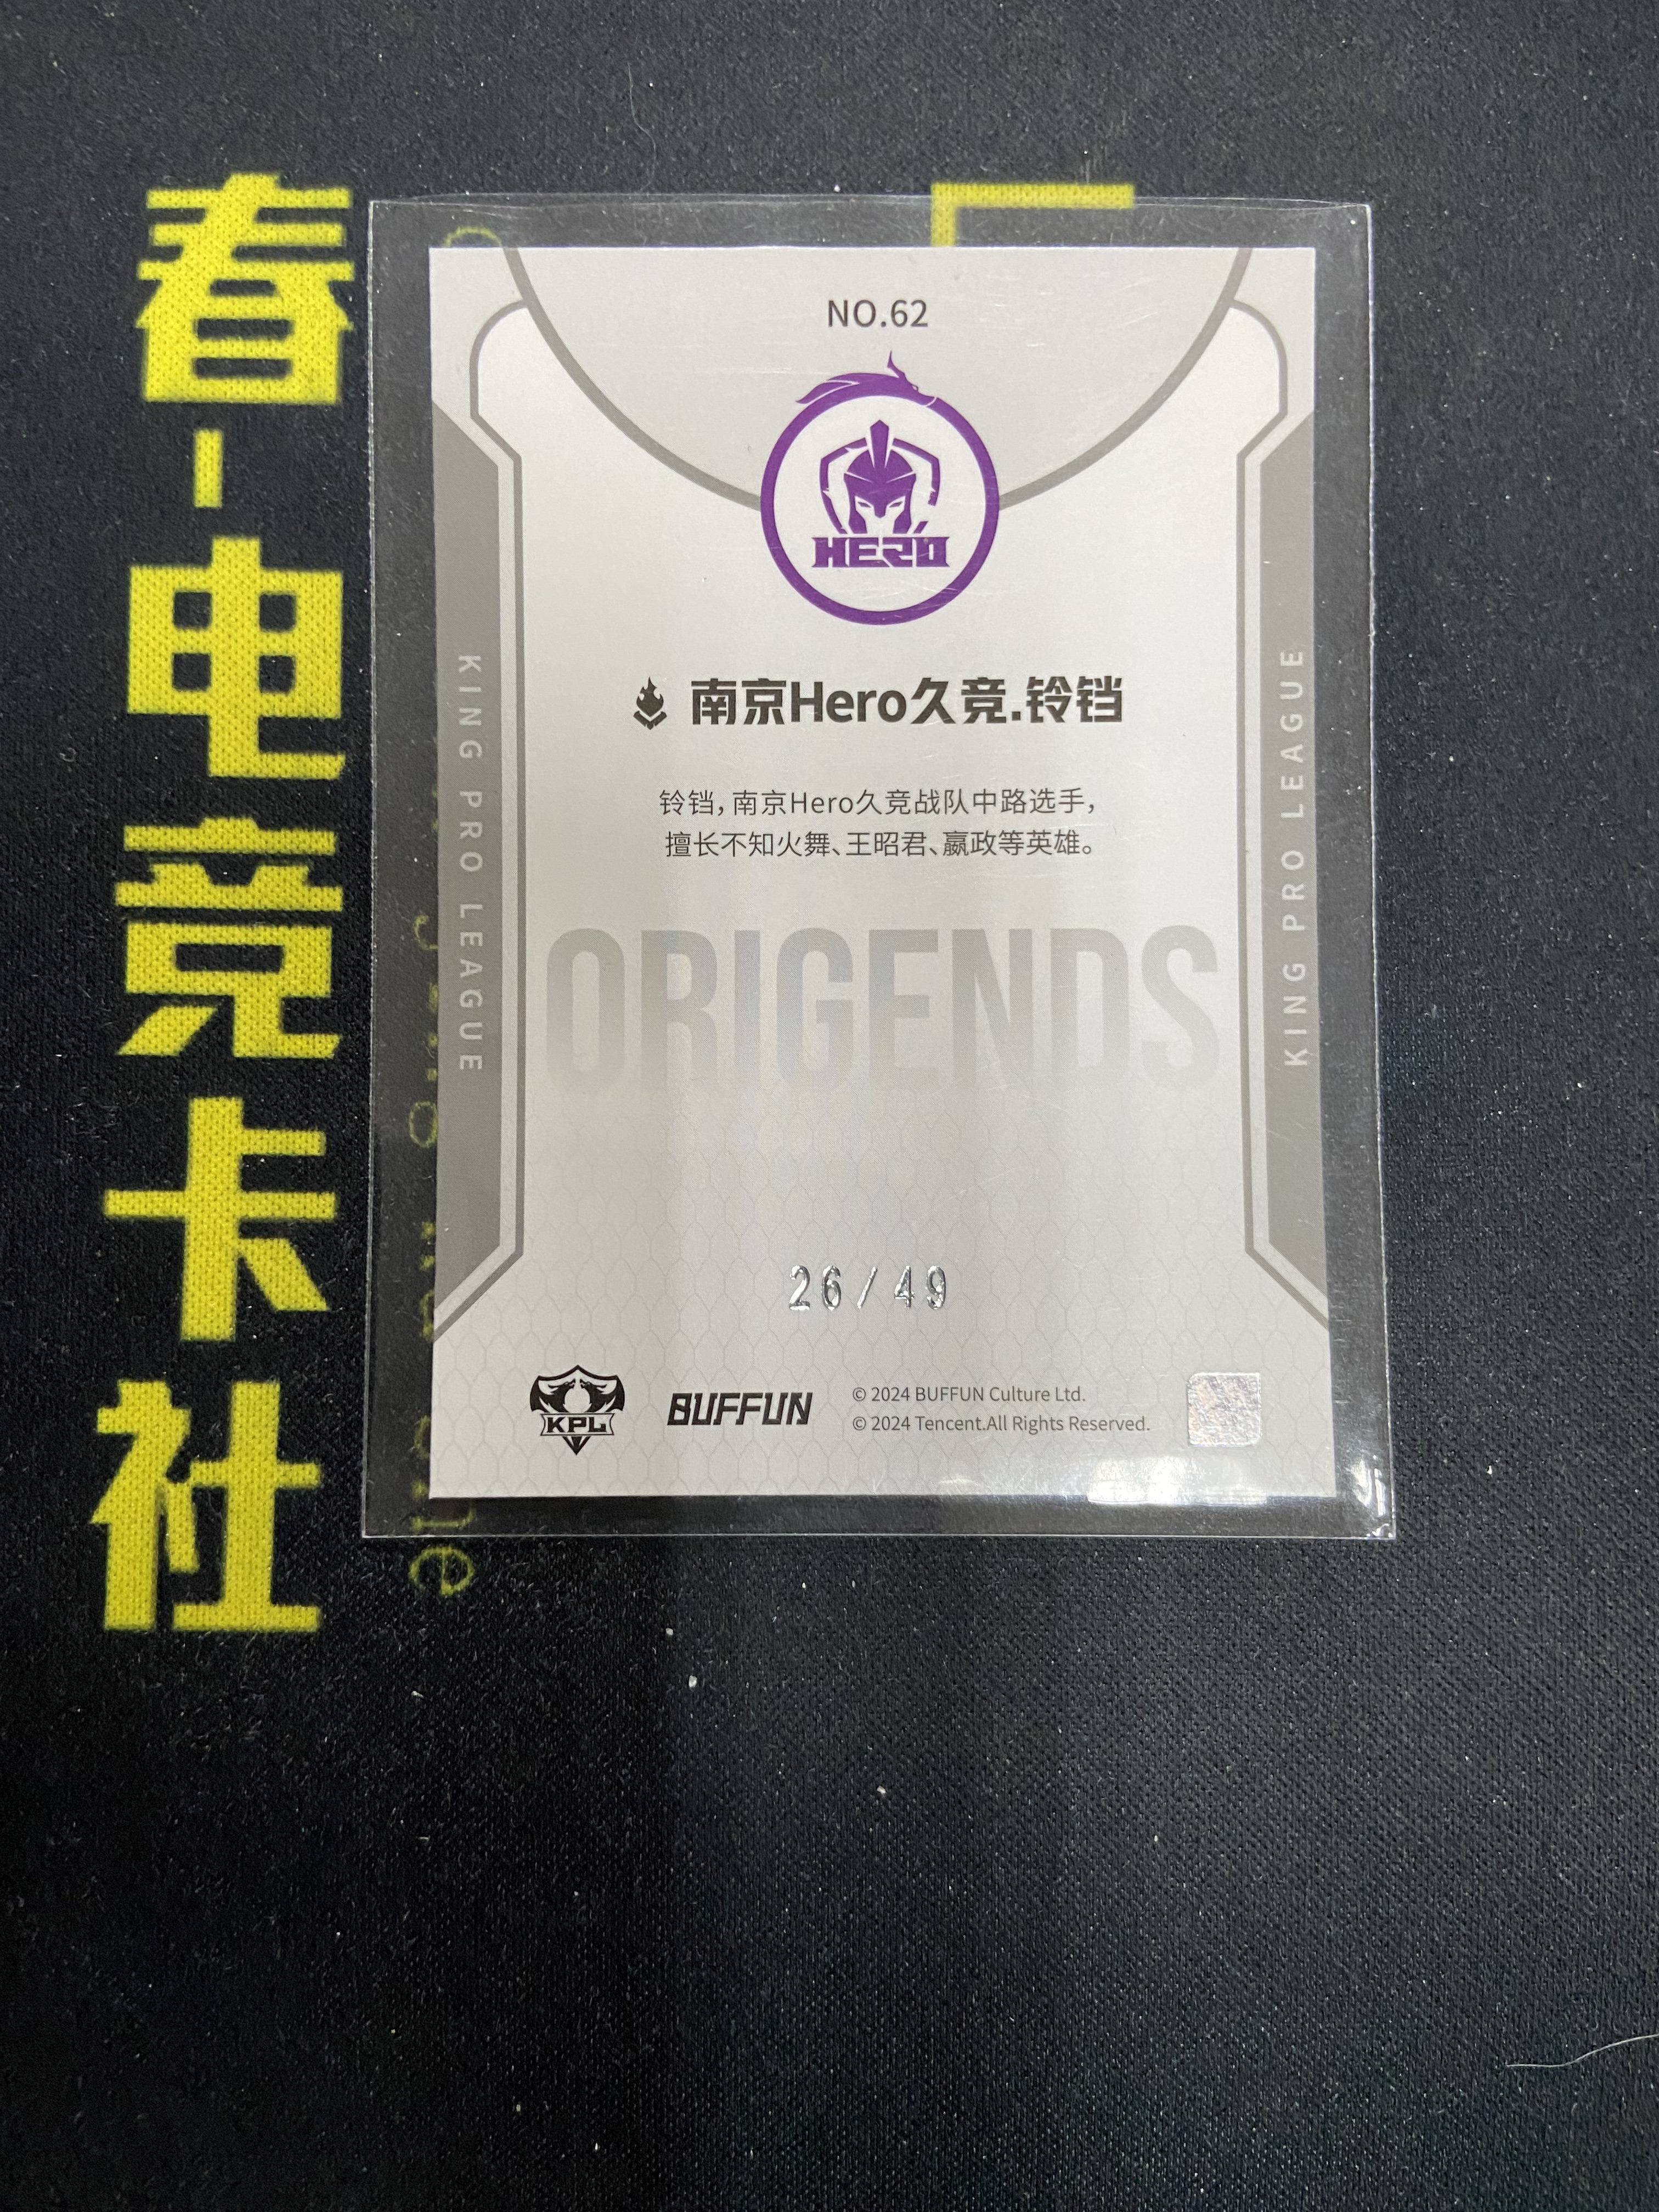 春-电竞卡社
NO.62
HERO
南京Hero久竞.铃铛
铃铛,南京Hero久竞战队中路选手,
擅长不知火舞、王昭君、嬴政等英雄。
KING PRO LEAGUE
KING PRO LEAGUE
ORIGENDS
26/49
KPL
BUFFUN
© 2024 BUFFUN Culture Ltd.
© 2024 Tencent.All Rights Reserved.